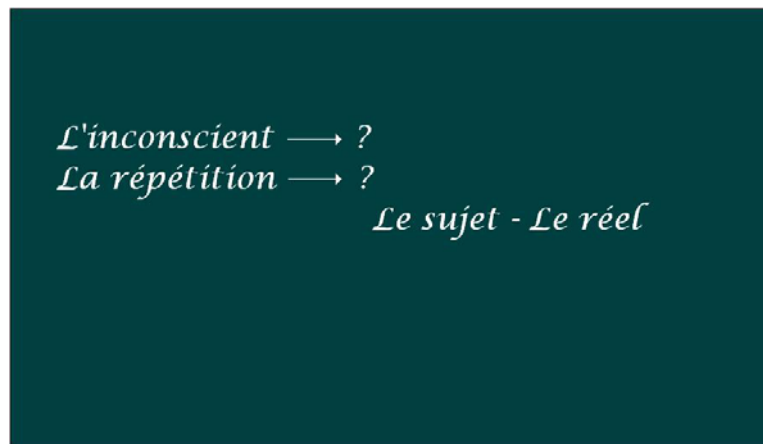 L'inconscient ⟶ ?
La répétition ⟶ ?
Le sujet - Le réel